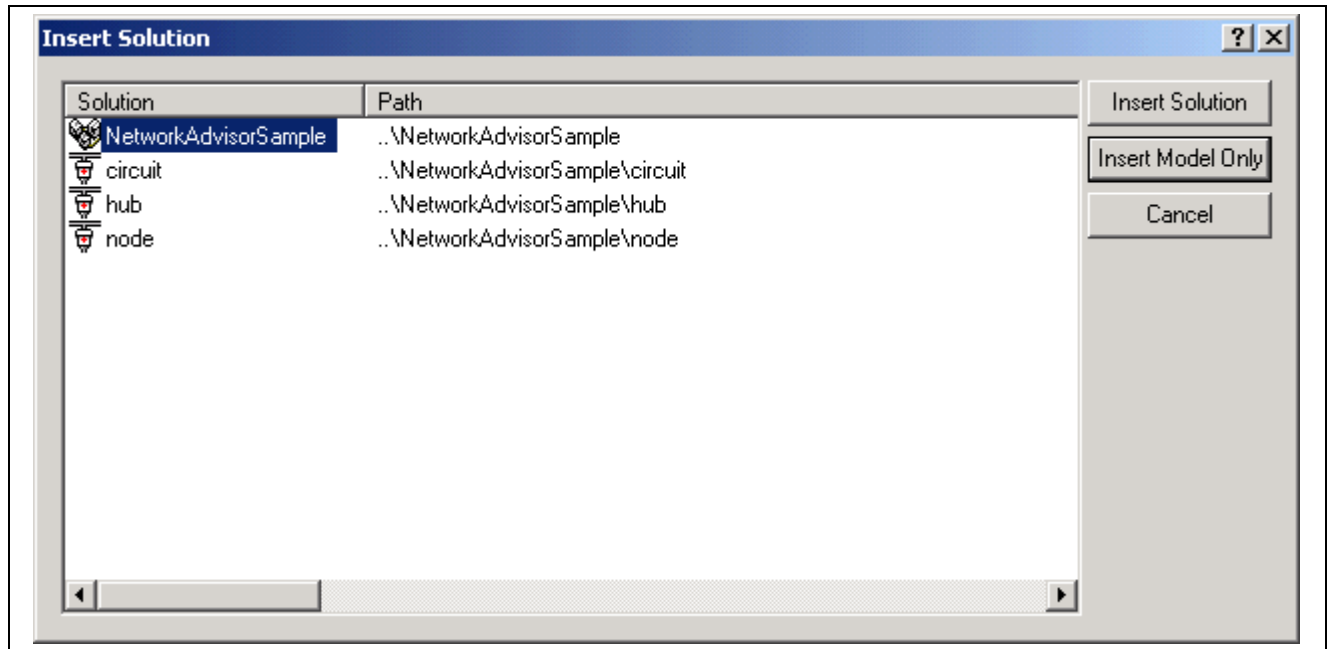 Insert Solution
Solution Path Insert Solution
NetworkAdvisorSample ..\NetworkAdvisorSample
Insert Model Only
circuit ..\NetworkAdvisorSample\circuit
hub ..\NetworkAdvisorSample\hub
Cancel
node ..\NetworkAdvisorSample\node